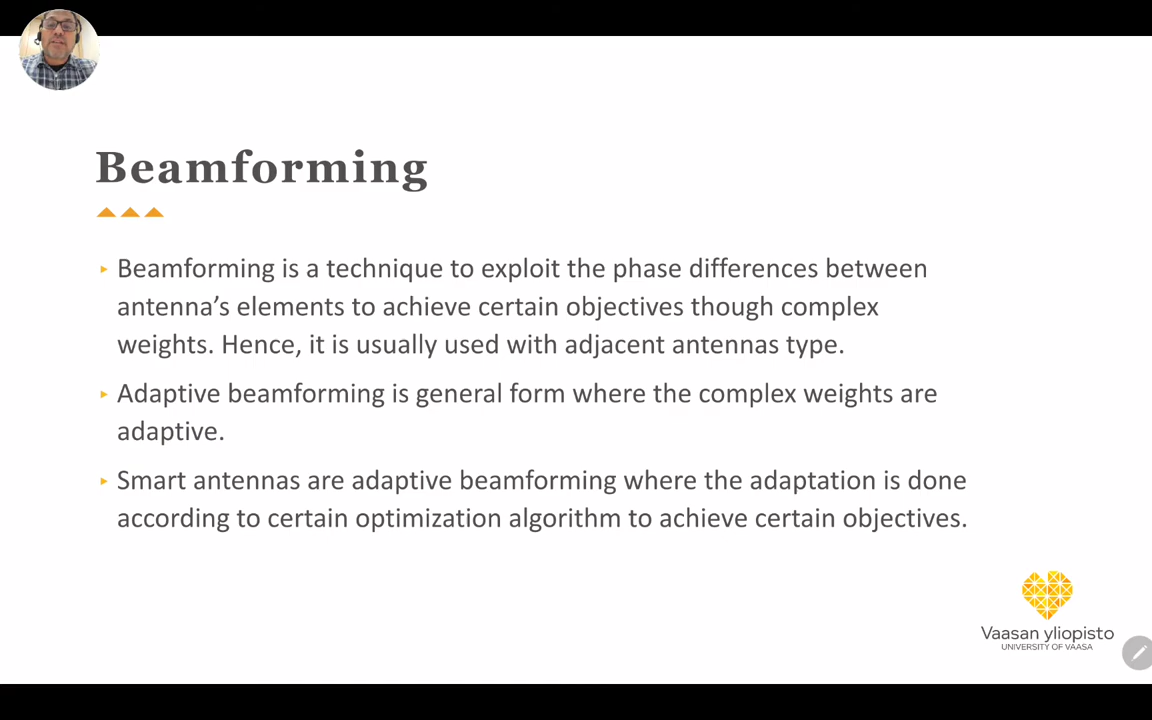 Beamforming
Beamforming is a technique to exploit the phase differences between
antenna’s elements to achieve certain objectives though complex
weights. Hence, it is usually used with adjacent antennas type.
Adaptive beamforming is general form where the complex weights are
adaptive.
Smart antennas are adaptive beamforming where the adaptation is done
according to certain optimization algorithm to achieve certain objectives.
Vaasan yliopisto
UNIVERSITY OF VAASA